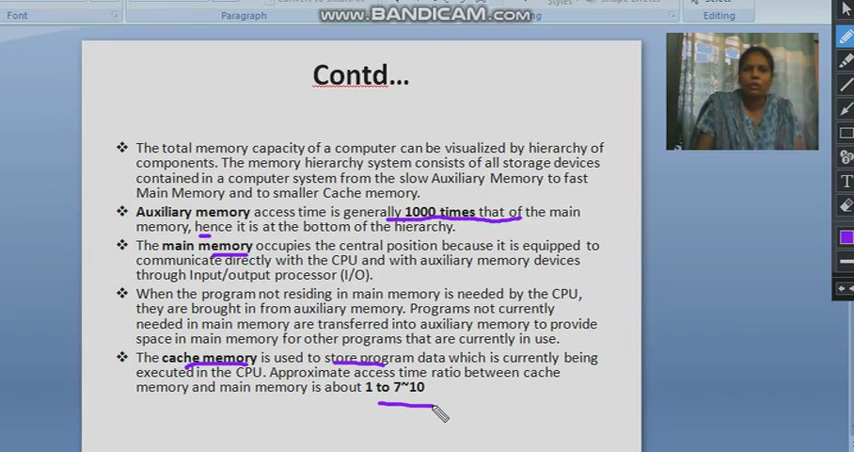 www.BANDICAM.com
Font
Paragraph
Editing
Contd...
❖ The total memory capacity of a computer can be visualized by hierarchy of
components. The memory hierarchy system consists of all storage devices
contained in a computer system from the slow Auxiliary Memory to fast
Main Memory and to smaller Cache memory.
❖ Auxiliary memory access time is generally 1000 times that of the main
memory, hence it is at the bottom of the hierarchy.
❖ The main memory occupies the central position because it is equipped to
communicate directly with the CPU and with auxiliary memory devices
through Input/output processor (I/O).
❖ When the program not residing in main memory is needed by the CPU,
they are brought in from auxiliary memory. Programs not currently
needed in main memory are transferred into auxiliary memory to provide
space in main memory for other programs that are currently in use.
❖ The cache memory is used to store program data which is currently being
executed in the CPU. Approximate access time ratio between cache
memory and main memory is about 1 to 7~10
T